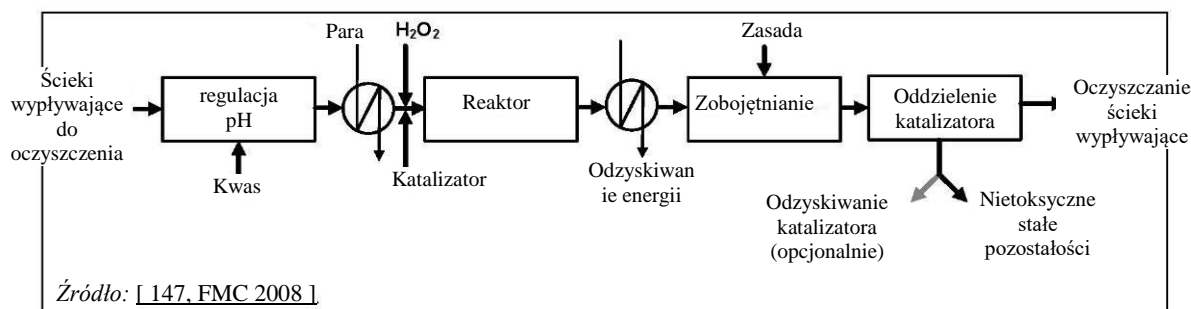 Ścieki
wypływające
do
oczyszczenia
regulacja
pH
Kwas
Para
H₂O₂
Katalizator
Reaktor
Odzyskiwan
ie energii
Zasada
Zobojętnianie
Oddzielenie
katalizatora
Oczyszczanie
ścieki
wypływające
Odzyskiwanie
katalizatora
(opcjonalnie)
Nietoksyczne
stałe
pozostałości
Źródło: [ 147, FMC 2008 ]